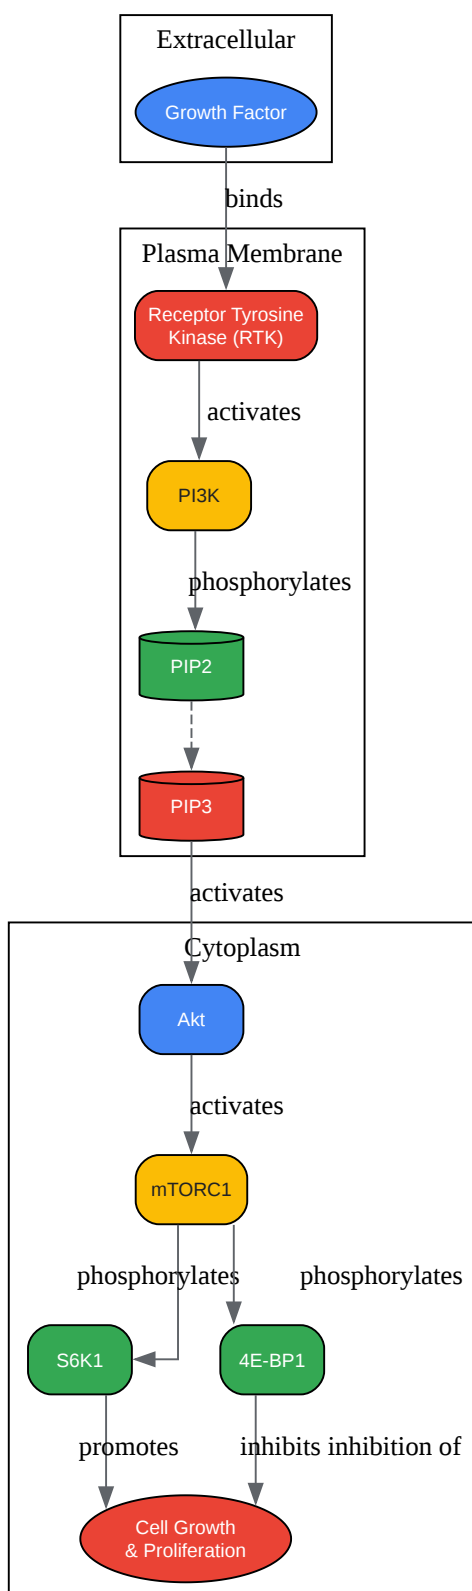 Extracellular
Growth Factor
binds
Plasma Membrane
Receptor Tyrosine
Kinase (RTK)
activates
PI3K
phosphorylates
PIP2
PIP3
activates
Cytoplasm
Akt
activates
mTORC1
phosphorylates
phosphorylates
S6K1
4E-BP1
promotes
inhibits inhibition of
Cell Growth
& Proliferation